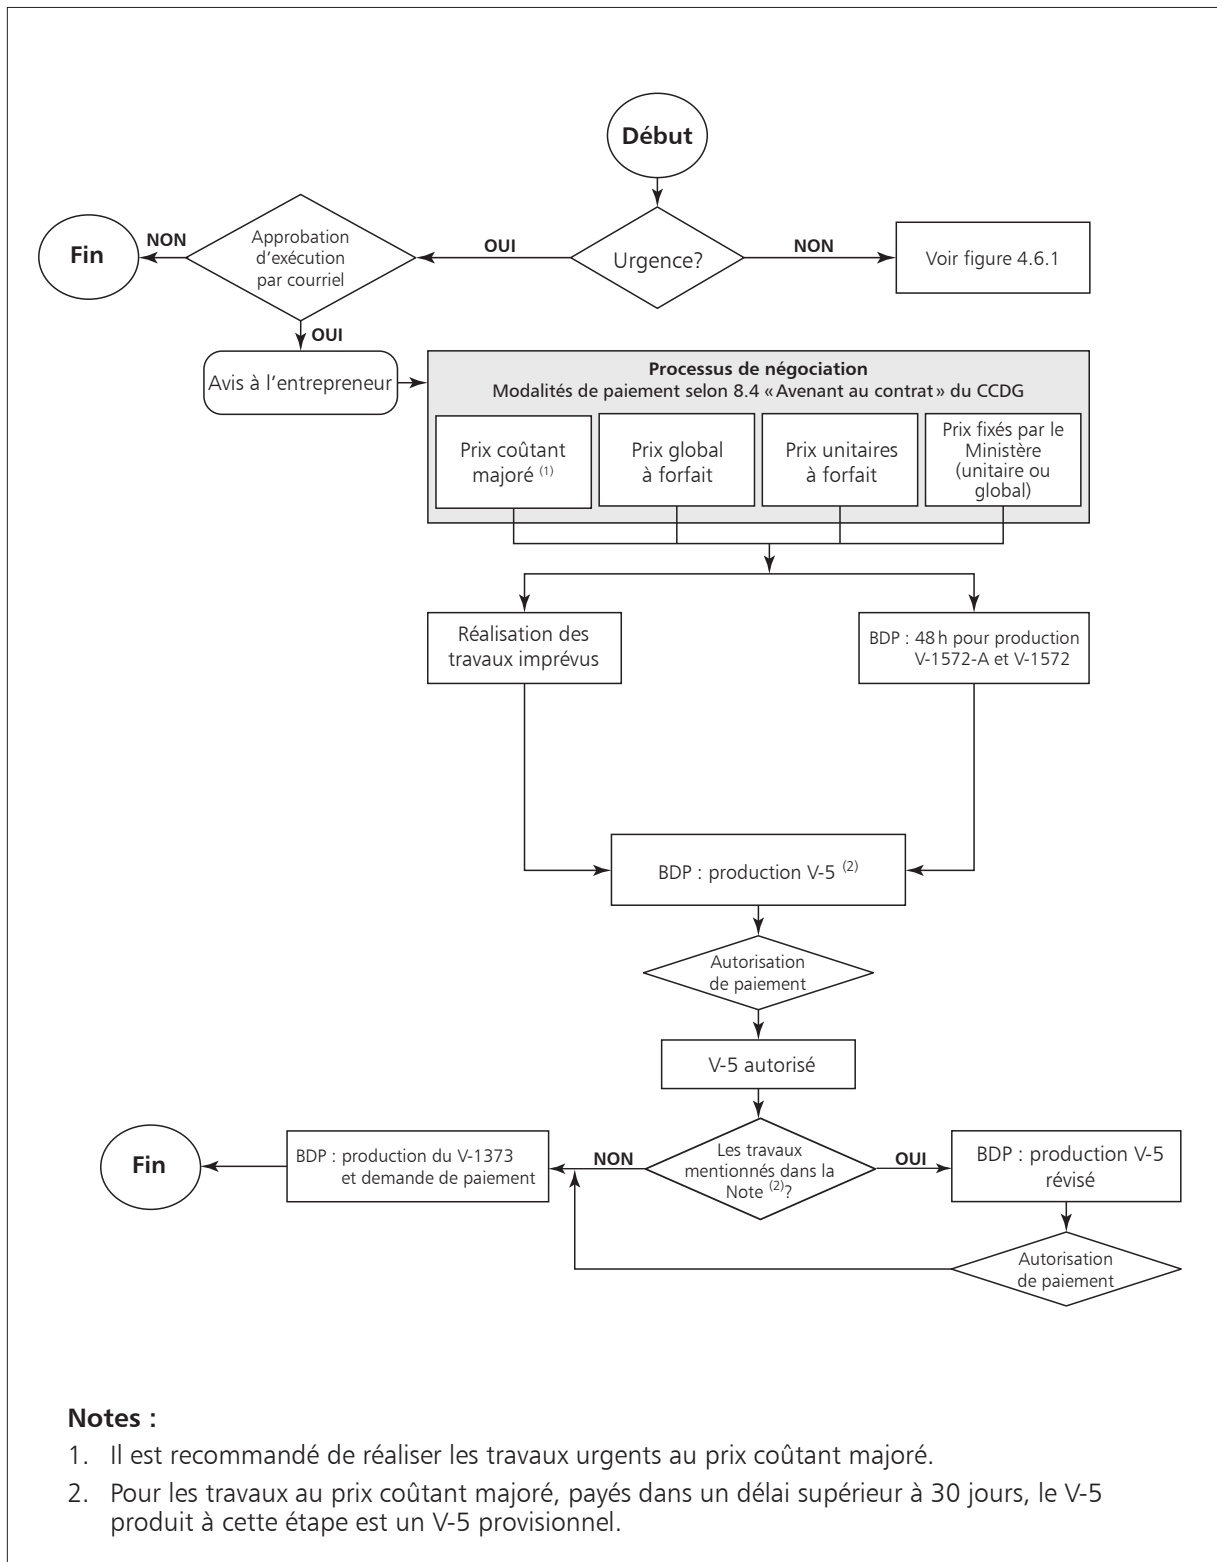 Début
Urgence?
OUI
NON
Voir figure 4.6.1
Approbation
d'exécution
par courriel
NON
Fin
OUI
Avis à l'entrepreneur
Processus de négociation
Modalités de paiement selon 8.4 «Avenant au contrat» du CCDG
Prix coûtant
majoré (1)
Prix global
à forfait
Prix unitaires
à forfait
Prix fixés par le
Ministère
(unitaire ou
global)
Réalisation des
travaux imprévus
BDP : 48 h pour production
V-1572-A et V-1572
BDP : production V-5 (2)
Autorisation
de paiement
V-5 autorisé
Les travaux
mentionnés dans la
Note (2)?
NON
OUI
BDP : production du V-1373
et demande de paiement
Fin
BDP : production V-5
révisé
Autorisation
de paiement
Notes :
1. Il est recommandé de réaliser les travaux urgents au prix coûtant majoré.
2. Pour les travaux au prix coûtant majoré, payés dans un délai supérieur à 30 jours, le V-5
produit à cette étape est un V-5 provisionnel.